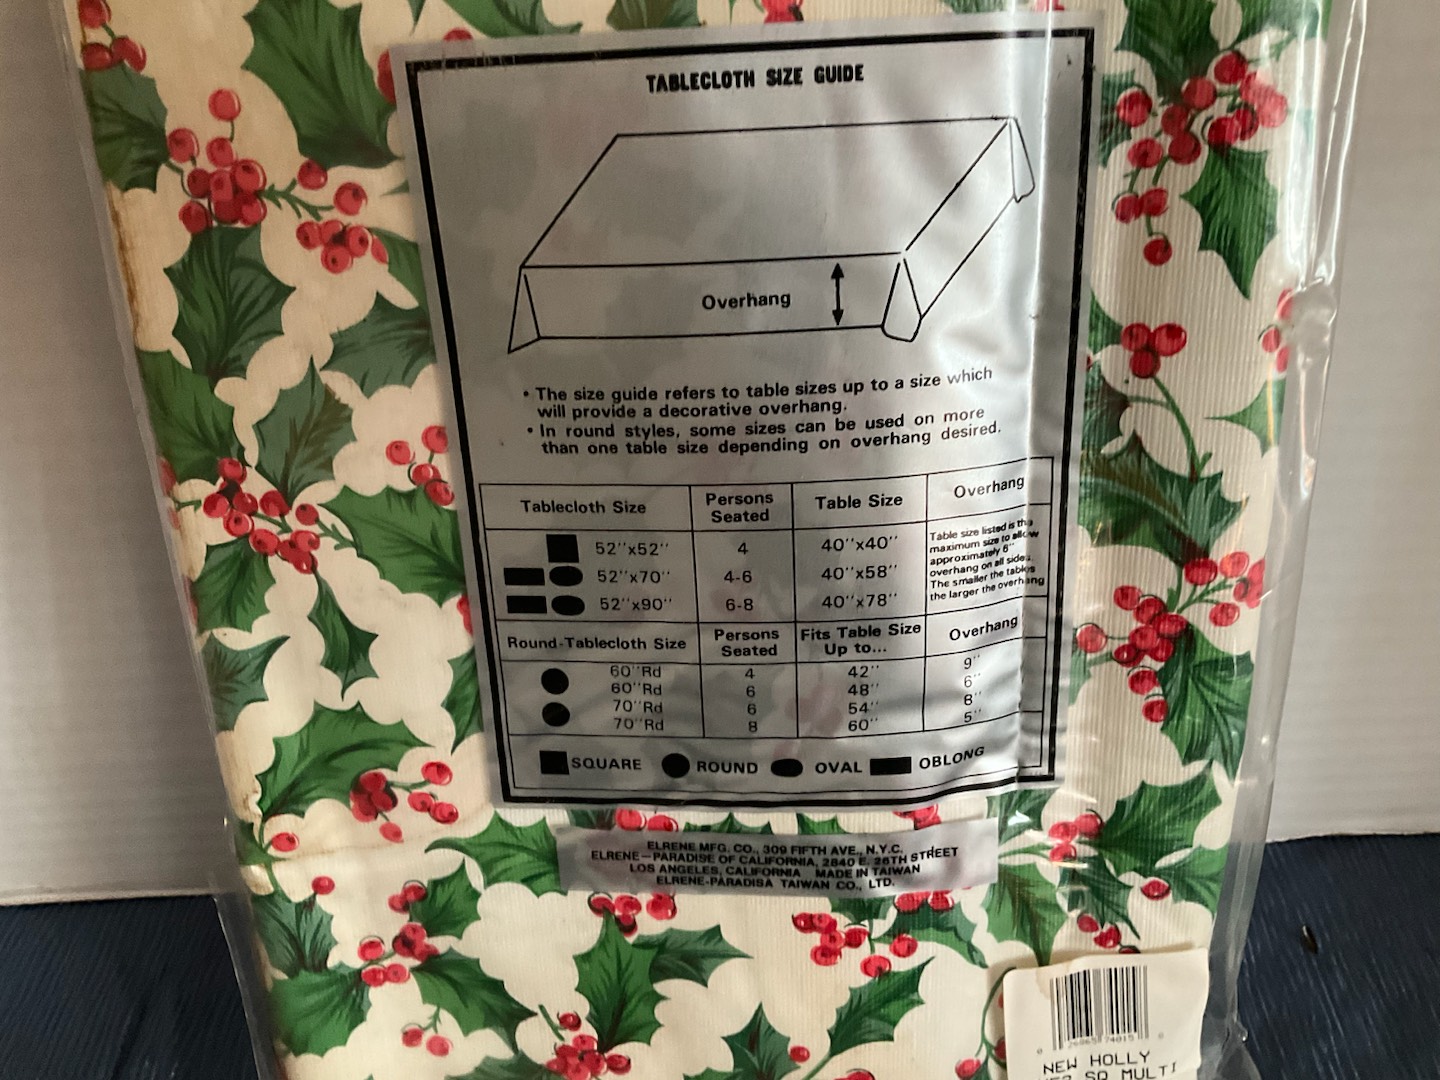 TABLECLOTH SIZE GUIDE
Overhang
• The size guide refers to table sizes up to a size which
will provide a decorative overhang.
• In round styles, some sizes can be used on more
than one table size depending on overhang desired.
Tablecloth Size Persons Seated Table Size Overhang
52''x52'' 4 40''x40''
52''x70'' 4-6 40''x58''
52''x90'' 6-8 40''x78''
Table size listed is the
maximum size to allow
approximately 6''
overhang on all sides.
The smaller the tables
the larger the overhang
Round-Tablecloth Size Persons Seated Fits Table Size Up to... Overhang
60''Rd 4 42'' 9''
60''Rd 6 48'' 6''
70''Rd 6 54'' 8''
70''Rd 8 60'' 5''
SQUARE ROUND OVAL OBLONG
ELRENE MFG. CO., 309 FIFTH AVE., N.Y.C.
ELRENE—PARADISE OF CALIFORNIA, 2840 E. 26TH STREET
LOS ANGELES, CALIFORNIA MADE IN TAIWAN
ELRENE-PARADISA TAIWAN CO., LTD.
0 26865 74015 0
NEW HOLLY
SQ MULTI